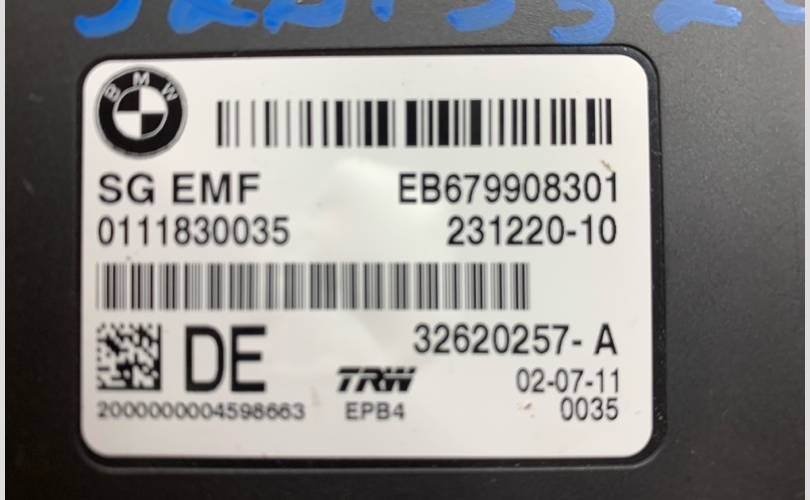 BMW
SG EMF EB679908301
0111830035 231220-10
DE 32620257- A
TRW 02-07-11
2000000004598663 EPB4 0035